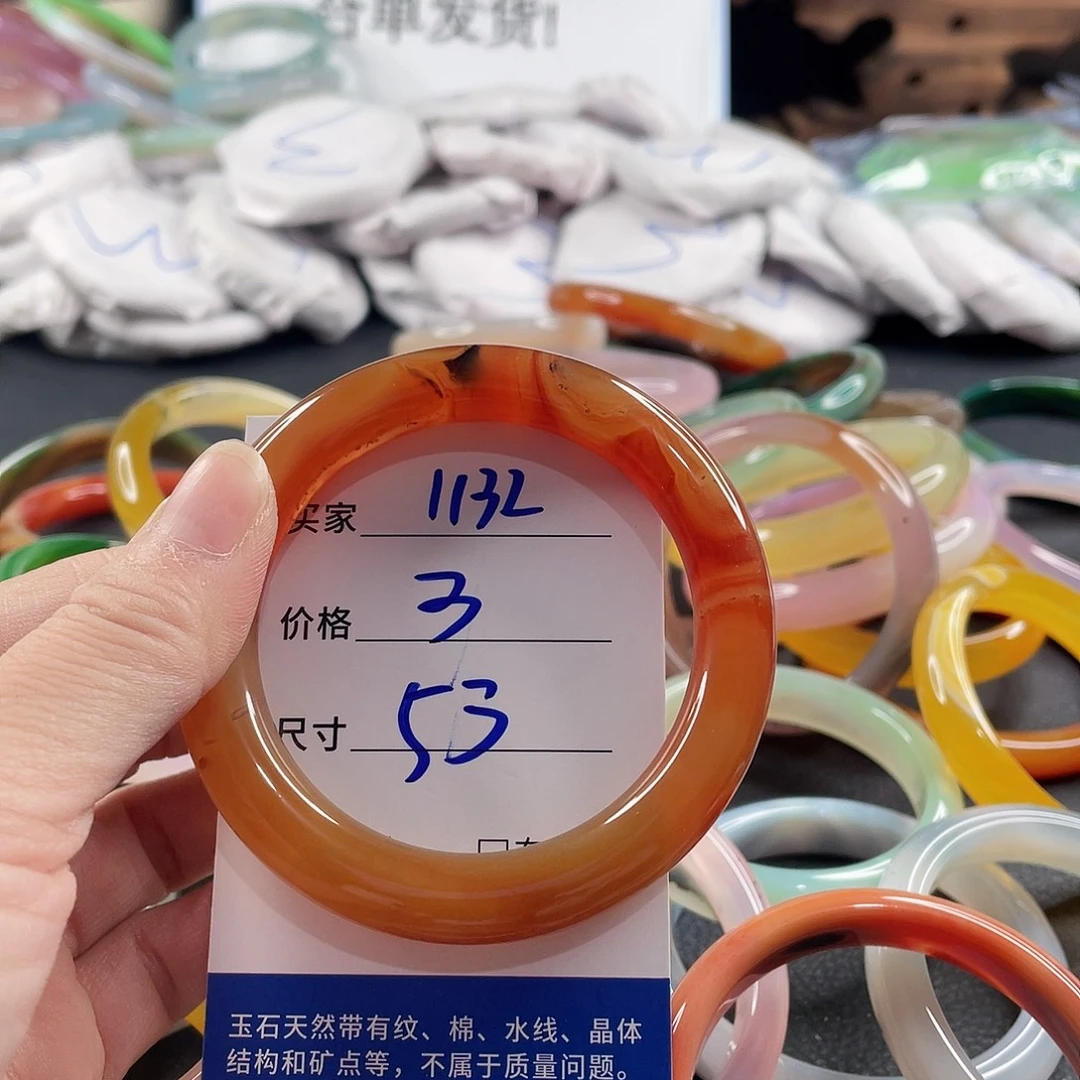 合单发货!
买家 1132
价格 3
尺寸 53
玉石天然带有纹、棉、水线、晶体
结构和矿点等，不属于质量问题。